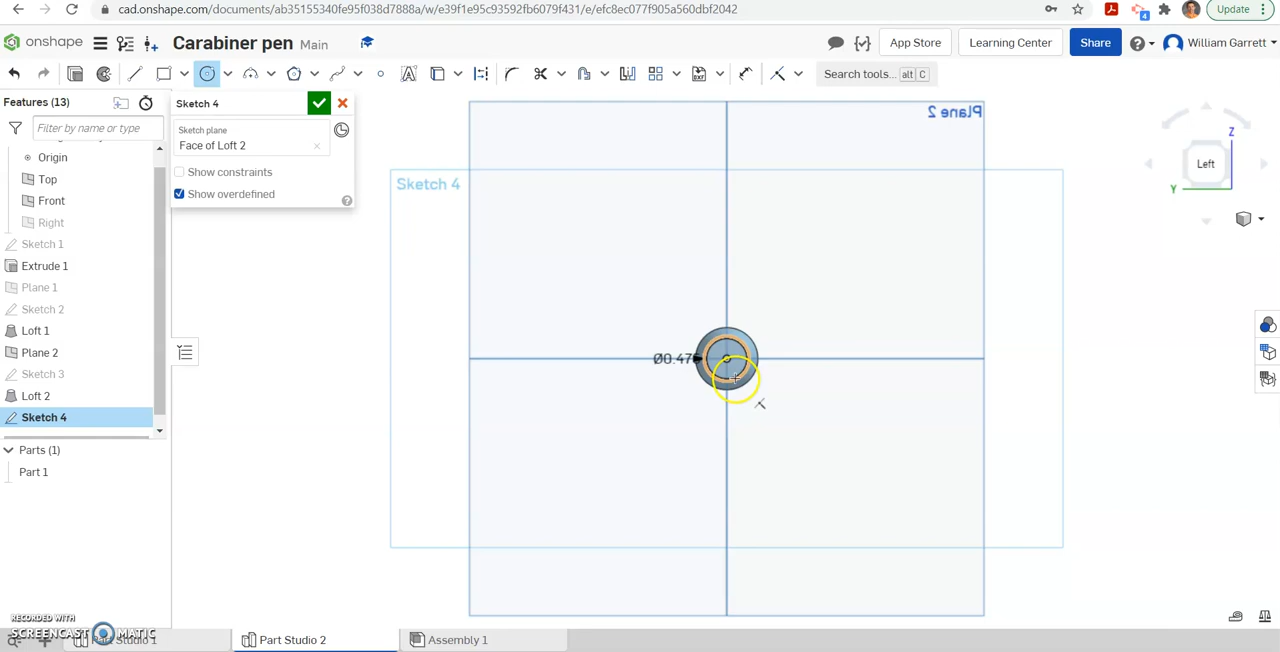 cad.onshape.com/documents/ab35155340fe95f038d7888a/w/e39f1e95c93592fb6079f431/e/efc8ec077f905a560dbf2042
4
Update
onshape
Carabiner pen Main
App Store
Learning Center
Share
William Garrett
Search tools... alt C
Features (13)
Filter by name or type
Origin
Top
Front
Right
Sketch 1
Extrude 1
Plane 1
Sketch 2
Loft 1
Plane 2
Sketch 3
Loft 2
Sketch 4
Parts (1)
Part 1
Sketch 4
Sketch plane
Face of Loft 2
Show constraints
Show overdefined
Plane 2
Sketch 4
Ø0.47
Z
Left
Y
RECORDED WITH
SCREENCAST MATIC
Part Studio 1
Part Studio 2
Assembly 1